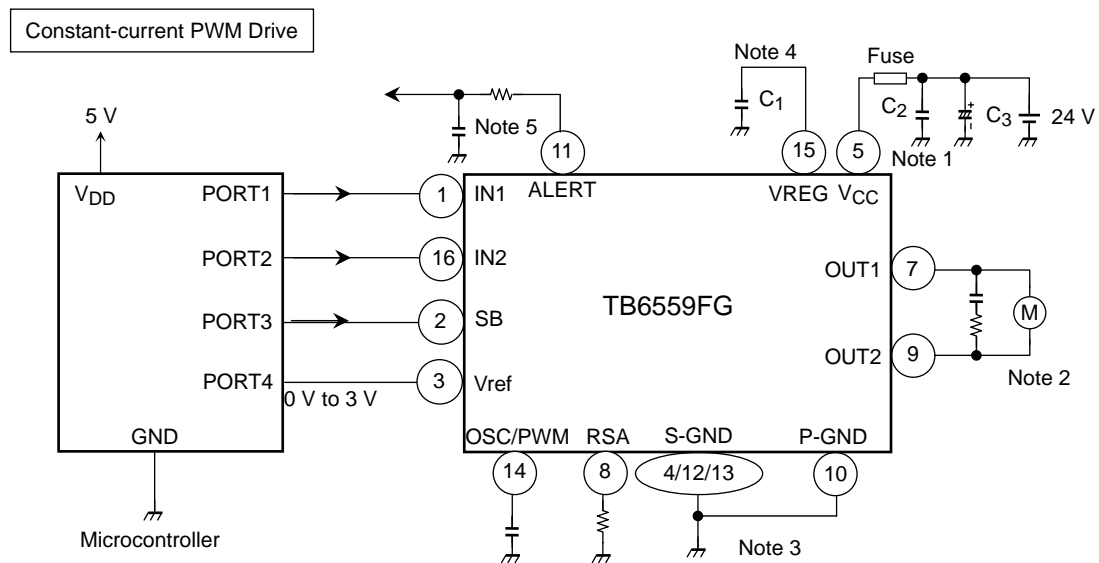 Constant-current PWM Drive
Note 4
Fuse
C1
C2
+
-
C3
24 V
5 V
Note 5
11
15
5
Note 1
VDD
PORT1
1
IN1
ALERT
VREG
VCC
PORT2
16
IN2
OUT1
7
TB6559FG
M
PORT3
2
SB
OUT2
9
PORT4
0 V to 3 V
3
Vref
Note 2
GND
OSC/PWM
RSA
S-GND
P-GND
14
8
4/12/13
10
Microcontroller
Note 3